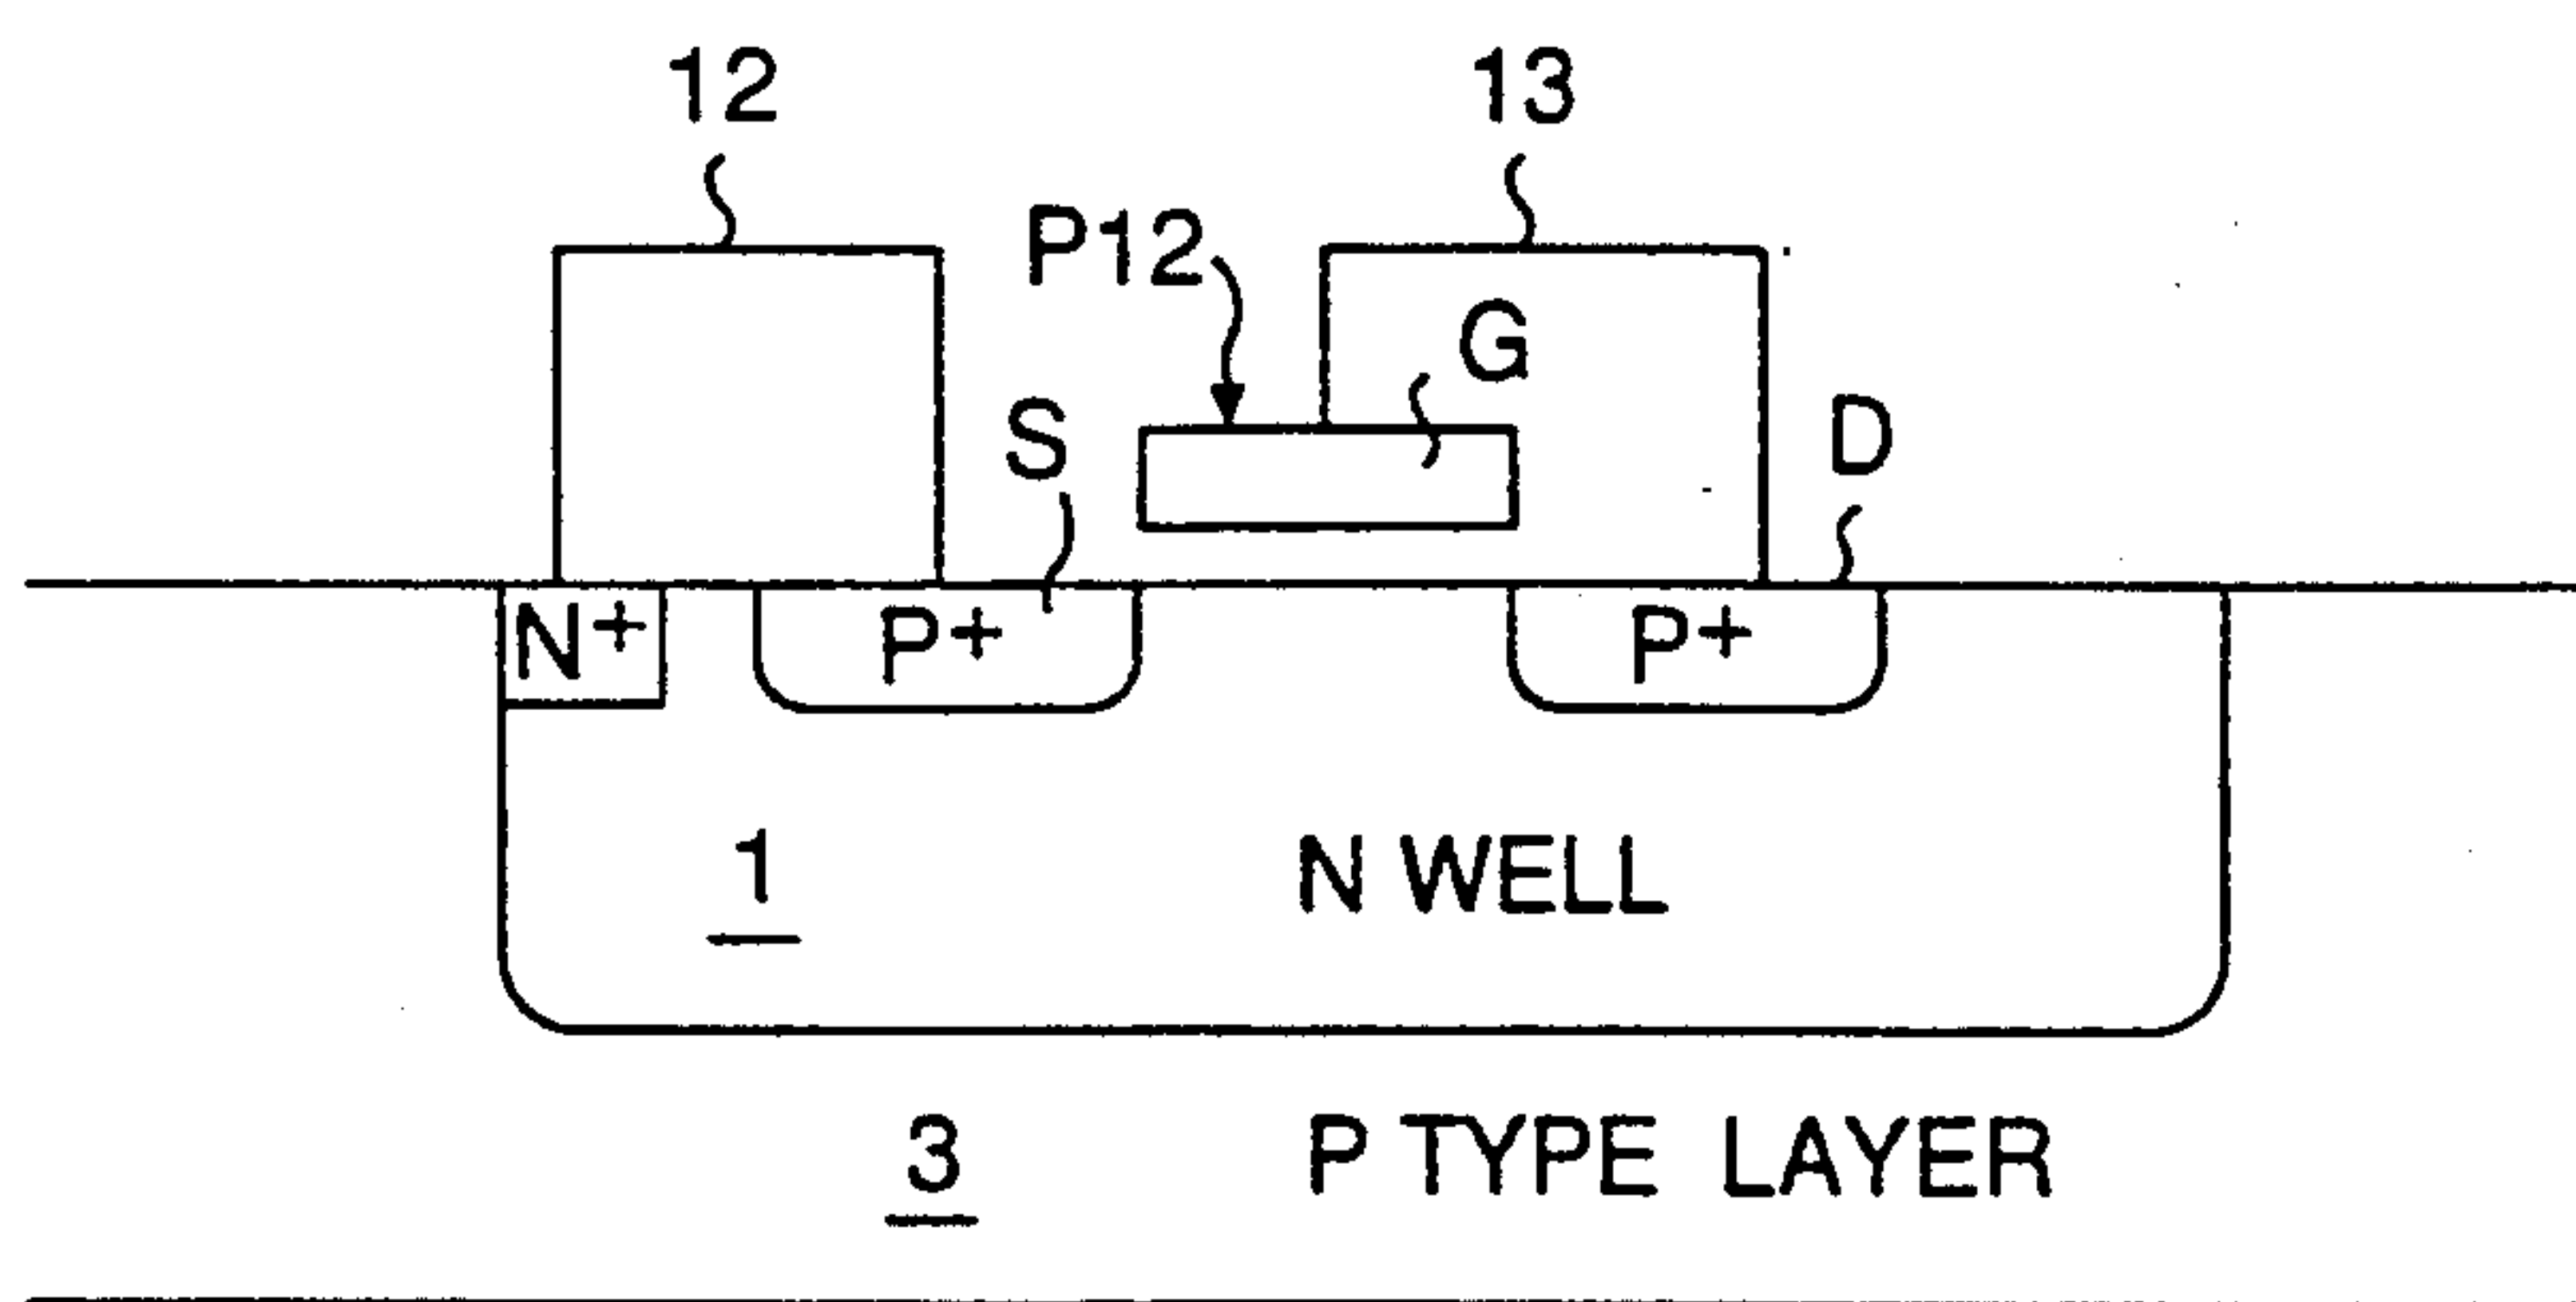 12
13
P12
G
S
D
N+
P+
P+
1
N WELL
3
P TYPE LAYER